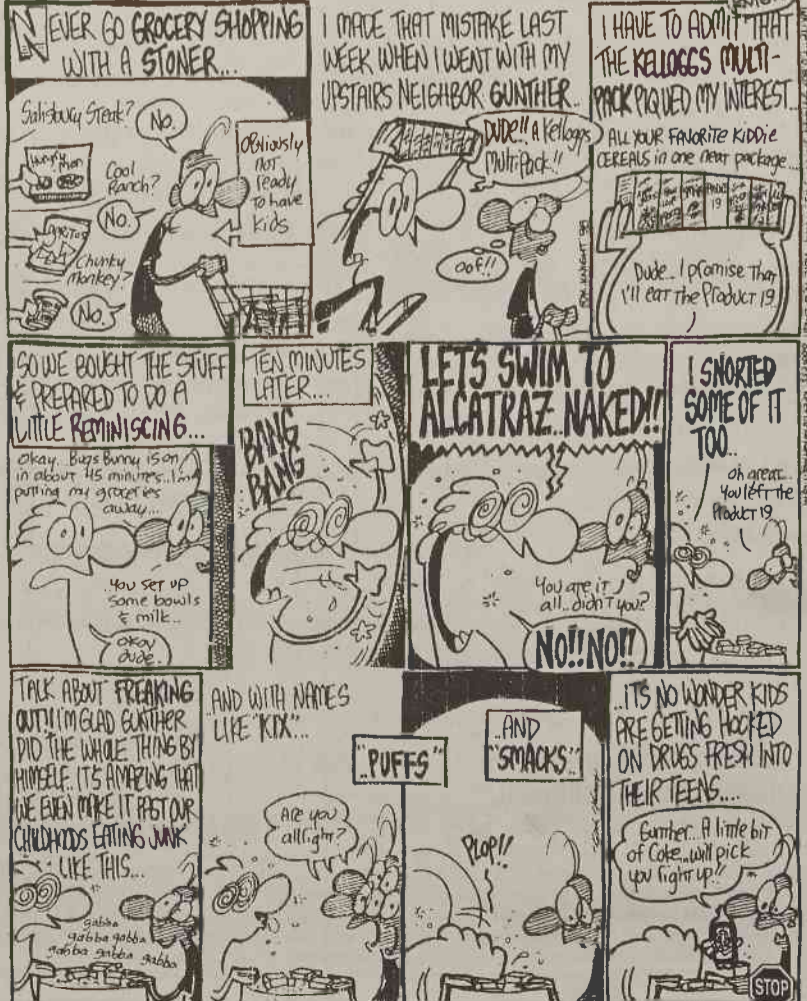 NEVER GO GROCERY SHOPPING
WITH A STONER...
Salisbury Steak?
No.
Hungry
man
Cool
Ranch?
No.
Chunky
Monkey?
No.
Obviously
not
ready
to have
kids
I MADE THAT MISTAKE LAST
WEEK WHEN I WENT WITH MY
UPSTAIRS NEIGHBOR GUNTHER..
DUDE!! A Kelloggs
MultiPack!!
oof!!
I HAVE TO ADMIT THAT
THE KELLOGGS MULTI-
PACK PIQUED MY INTEREST...
ALL YOUR FAVORITE KIDDIE
CEREALS in one neat package...
PRODUCT
19
Dude.. I promise that
I'll eat the Product 19
SO WE BOUGHT THE STUFF
& PREPARED TO DO A
LITTLE REMINISCING...
Okay.. Bugs Bunny is on
in about 45 minutes.. I'm
putting my groceries
away...
..You set up
some bowls
& milk...
okay
dude.
TEN MINUTES
LATER...
BANG
BANG
LETS SWIM TO
ALCATRAZ..NAKED!!
You ate it
all..didn't you?
NO!!NO!!
I SNORTED
SOME OF IT
TOO..
oh great..
You left the
Product 19
TALK ABOUT FREAKING
OUT!! I'M GLAD GUNTHER
DID THE WHOLE THING BY
HIMSELF.. IT'S AMAZING THAT
WE EVEN MAKE IT PAST OUR
CHILDHOODS EATING JUNK
LIKE THIS...
gabba
gabba gabba
gabba gabba gabba
..AND WITH NAMES
LIKE "KIX"...
Are you
allright?
"PUFFS"
..AND
"SMACKS"
PLOP!!
..ITS NO WONDER KIDS
ARE GETTING HOOKED
ON DRUGS FRESH INTO
THEIR TEENS....
Gunther.. A little bit
of Coke...will pick
you right up!!
STOP